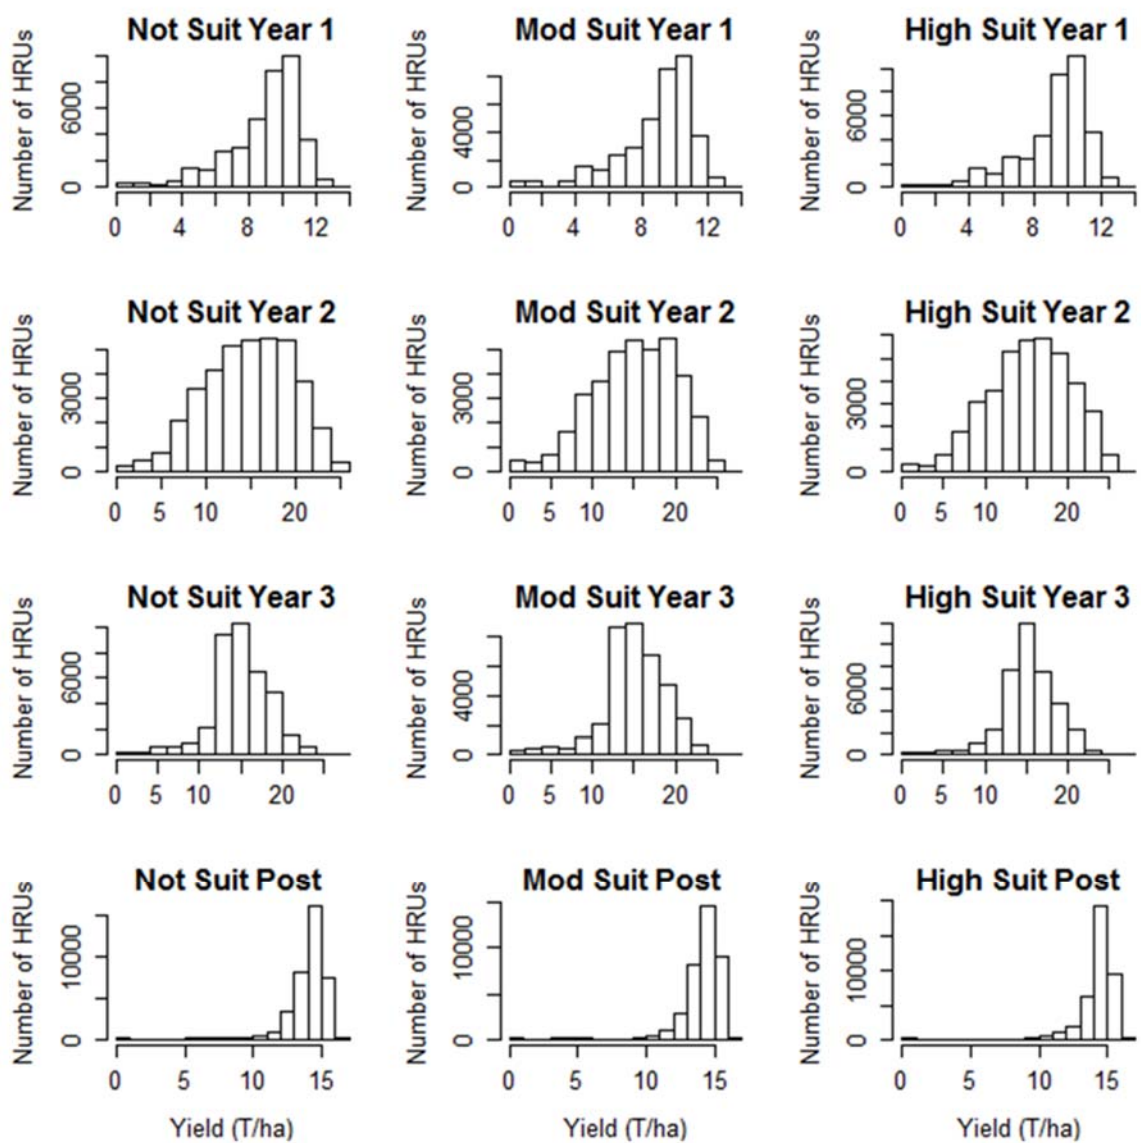 Not Suit Year 1
Number of HRUs
0 6000
0 4 8 12
Mod Suit Year 1
Number of HRUs
0 4000
0 4 8 12
High Suit Year 1
Number of HRUs
0 6000
0 4 8 12
Not Suit Year 2
Number of HRUs
0 3000
0 5 10 20
Mod Suit Year 2
Number of HRUs
0 3000
0 5 10 20
High Suit Year 2
Number of HRUs
0 3000
0 5 10 20
Not Suit Year 3
Number of HRUs
0 6000
0 5 10 20
Mod Suit Year 3
Number of HRUs
0 4000
0 5 10 20
High Suit Year 3
Number of HRUs
0 6000
0 5 10 20
Not Suit Post
Number of HRUs
0 10000
0 5 10 15
Yield (T/ha)
Mod Suit Post
Number of HRUs
0 10000
0 5 10 15
Yield (T/ha)
High Suit Post
Number of HRUs
0 10000
0 5 10 15
Yield (T/ha)